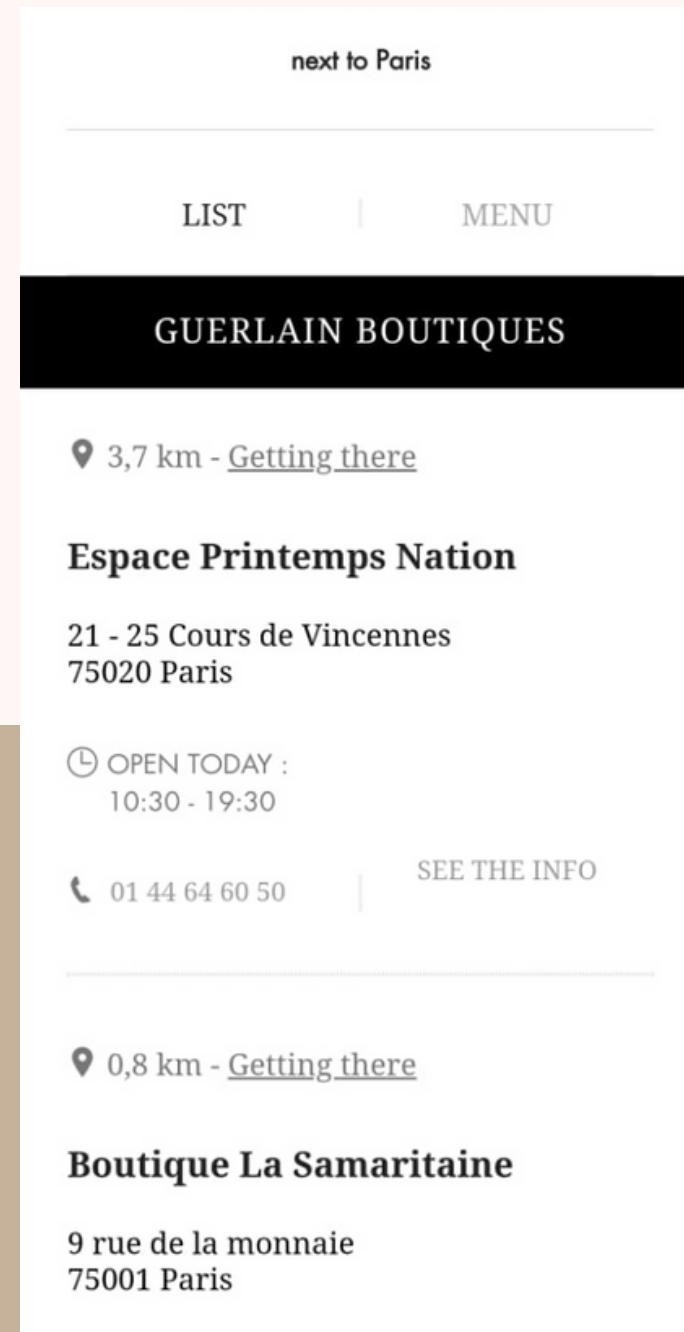 next to Paris
LIST
MENU
GUERLAIN BOUTIQUES
3,7 km - Getting there
Espace Printemps Nation
21 - 25 Cours de Vincennes
75020 Paris
OPEN TODAY :
10:30 - 19:30
01 44 64 60 50
SEE THE INFO
0,8 km - Getting there
Boutique La Samaritaine
9 rue de la monnaie
75001 Paris